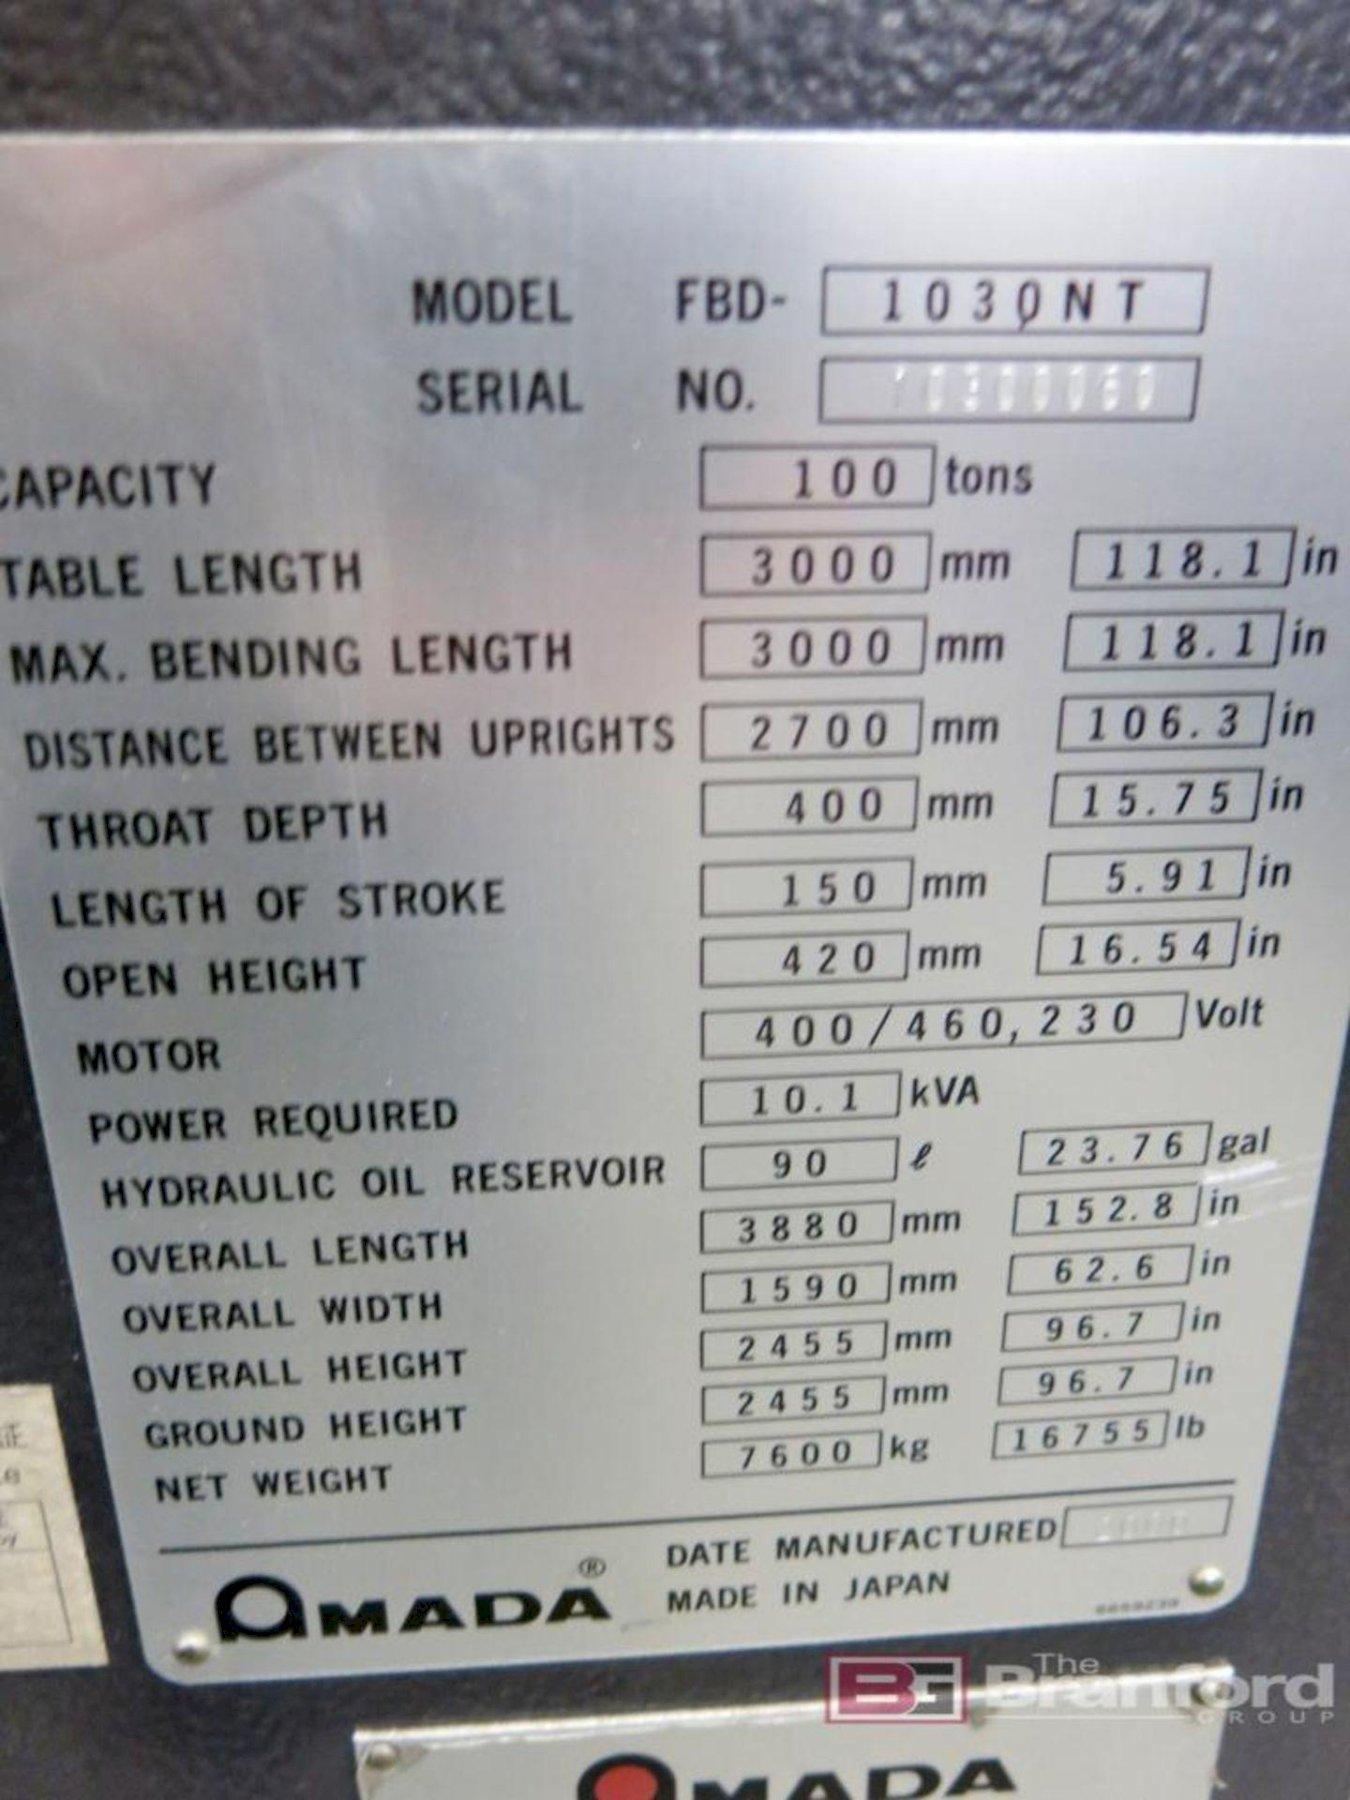 MODEL FBD- 1030NT
SERIAL NO.
CAPACITY 100 tons
TABLE LENGTH 3000 mm 118.1 in
MAX. BENDING LENGTH 3000 mm 118.1 in
DISTANCE BETWEEN UPRIGHTS 2700 mm 106.3 in
THROAT DEPTH 400 mm 15.75 in
LENGTH OF STROKE 150 mm 5.91 in
OPEN HEIGHT 420 mm 16.54 in
MOTOR 400/460,230 Volt
POWER REQUIRED 10.1 kVA
HYDRAULIC OIL RESERVOIR 90 ℓ 23.76 gal
OVERALL LENGTH 3880 mm 152.8 in
OVERALL WIDTH 1590 mm 62.6 in
OVERALL HEIGHT 2455 mm 96.7 in
GROUND HEIGHT 2455 mm 96.7 in
NET WEIGHT 7600 kg 16755 lb
DATE MANUFACTURED
AMADA ®
MADE IN JAPAN
BG The Branford GROUP
AMADA